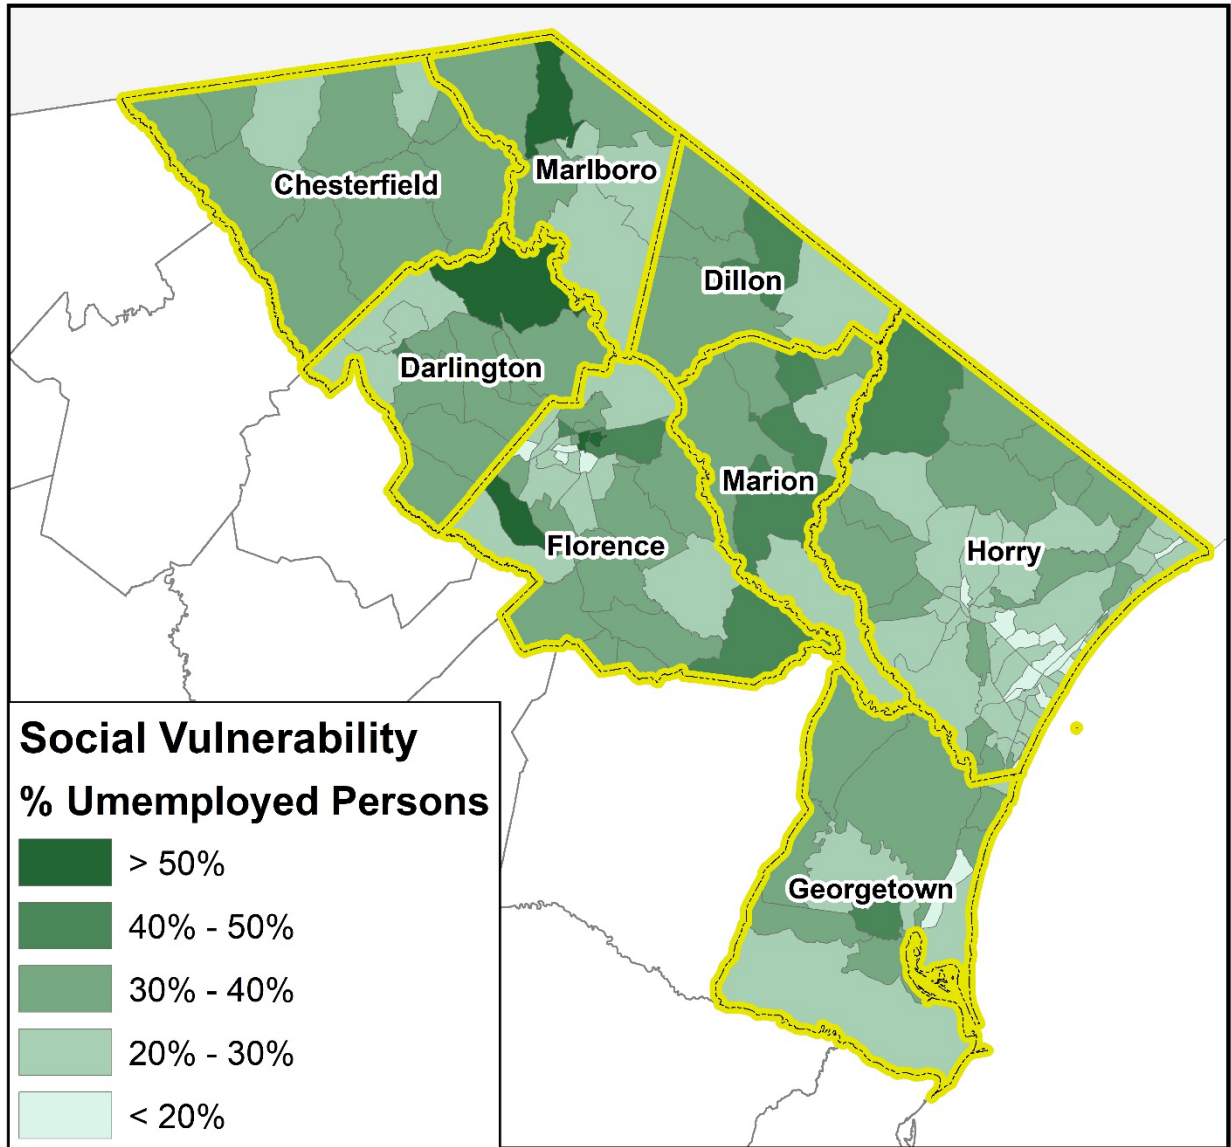 Chesterfield
Marlboro
Dillon
Darlington
Marion
Florence
Horry
Georgetown
Social Vulnerability
% Umemployed Persons
> 50%
40% - 50%
30% - 40%
20% - 30%
< 20%